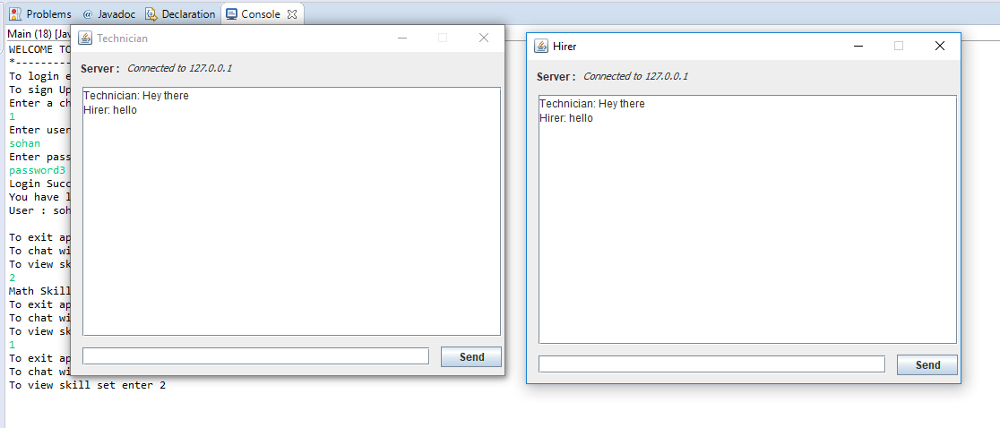 Problems @ Javadoc Declaration Console
Main (18) [Jav
WELCOME TO
*---------
To login e
To sign Up
Enter a ch
1
Enter user
sohan
Enter pass
password3
Login Succ
You have l
User : soh
To exit ap
To chat wi
To view sk
2
Math Skill
To exit ap
To chat wi
To view sk
1
To exit ap
To chat wi
To view skill set enter 2
Technician
Server : Connected to 127.0.0.1
Technician: Hey there
Hirer: hello
Send
Hirer
Server : Connected to 127.0.0.1
Technician: Hey there
Hirer: hello
Send